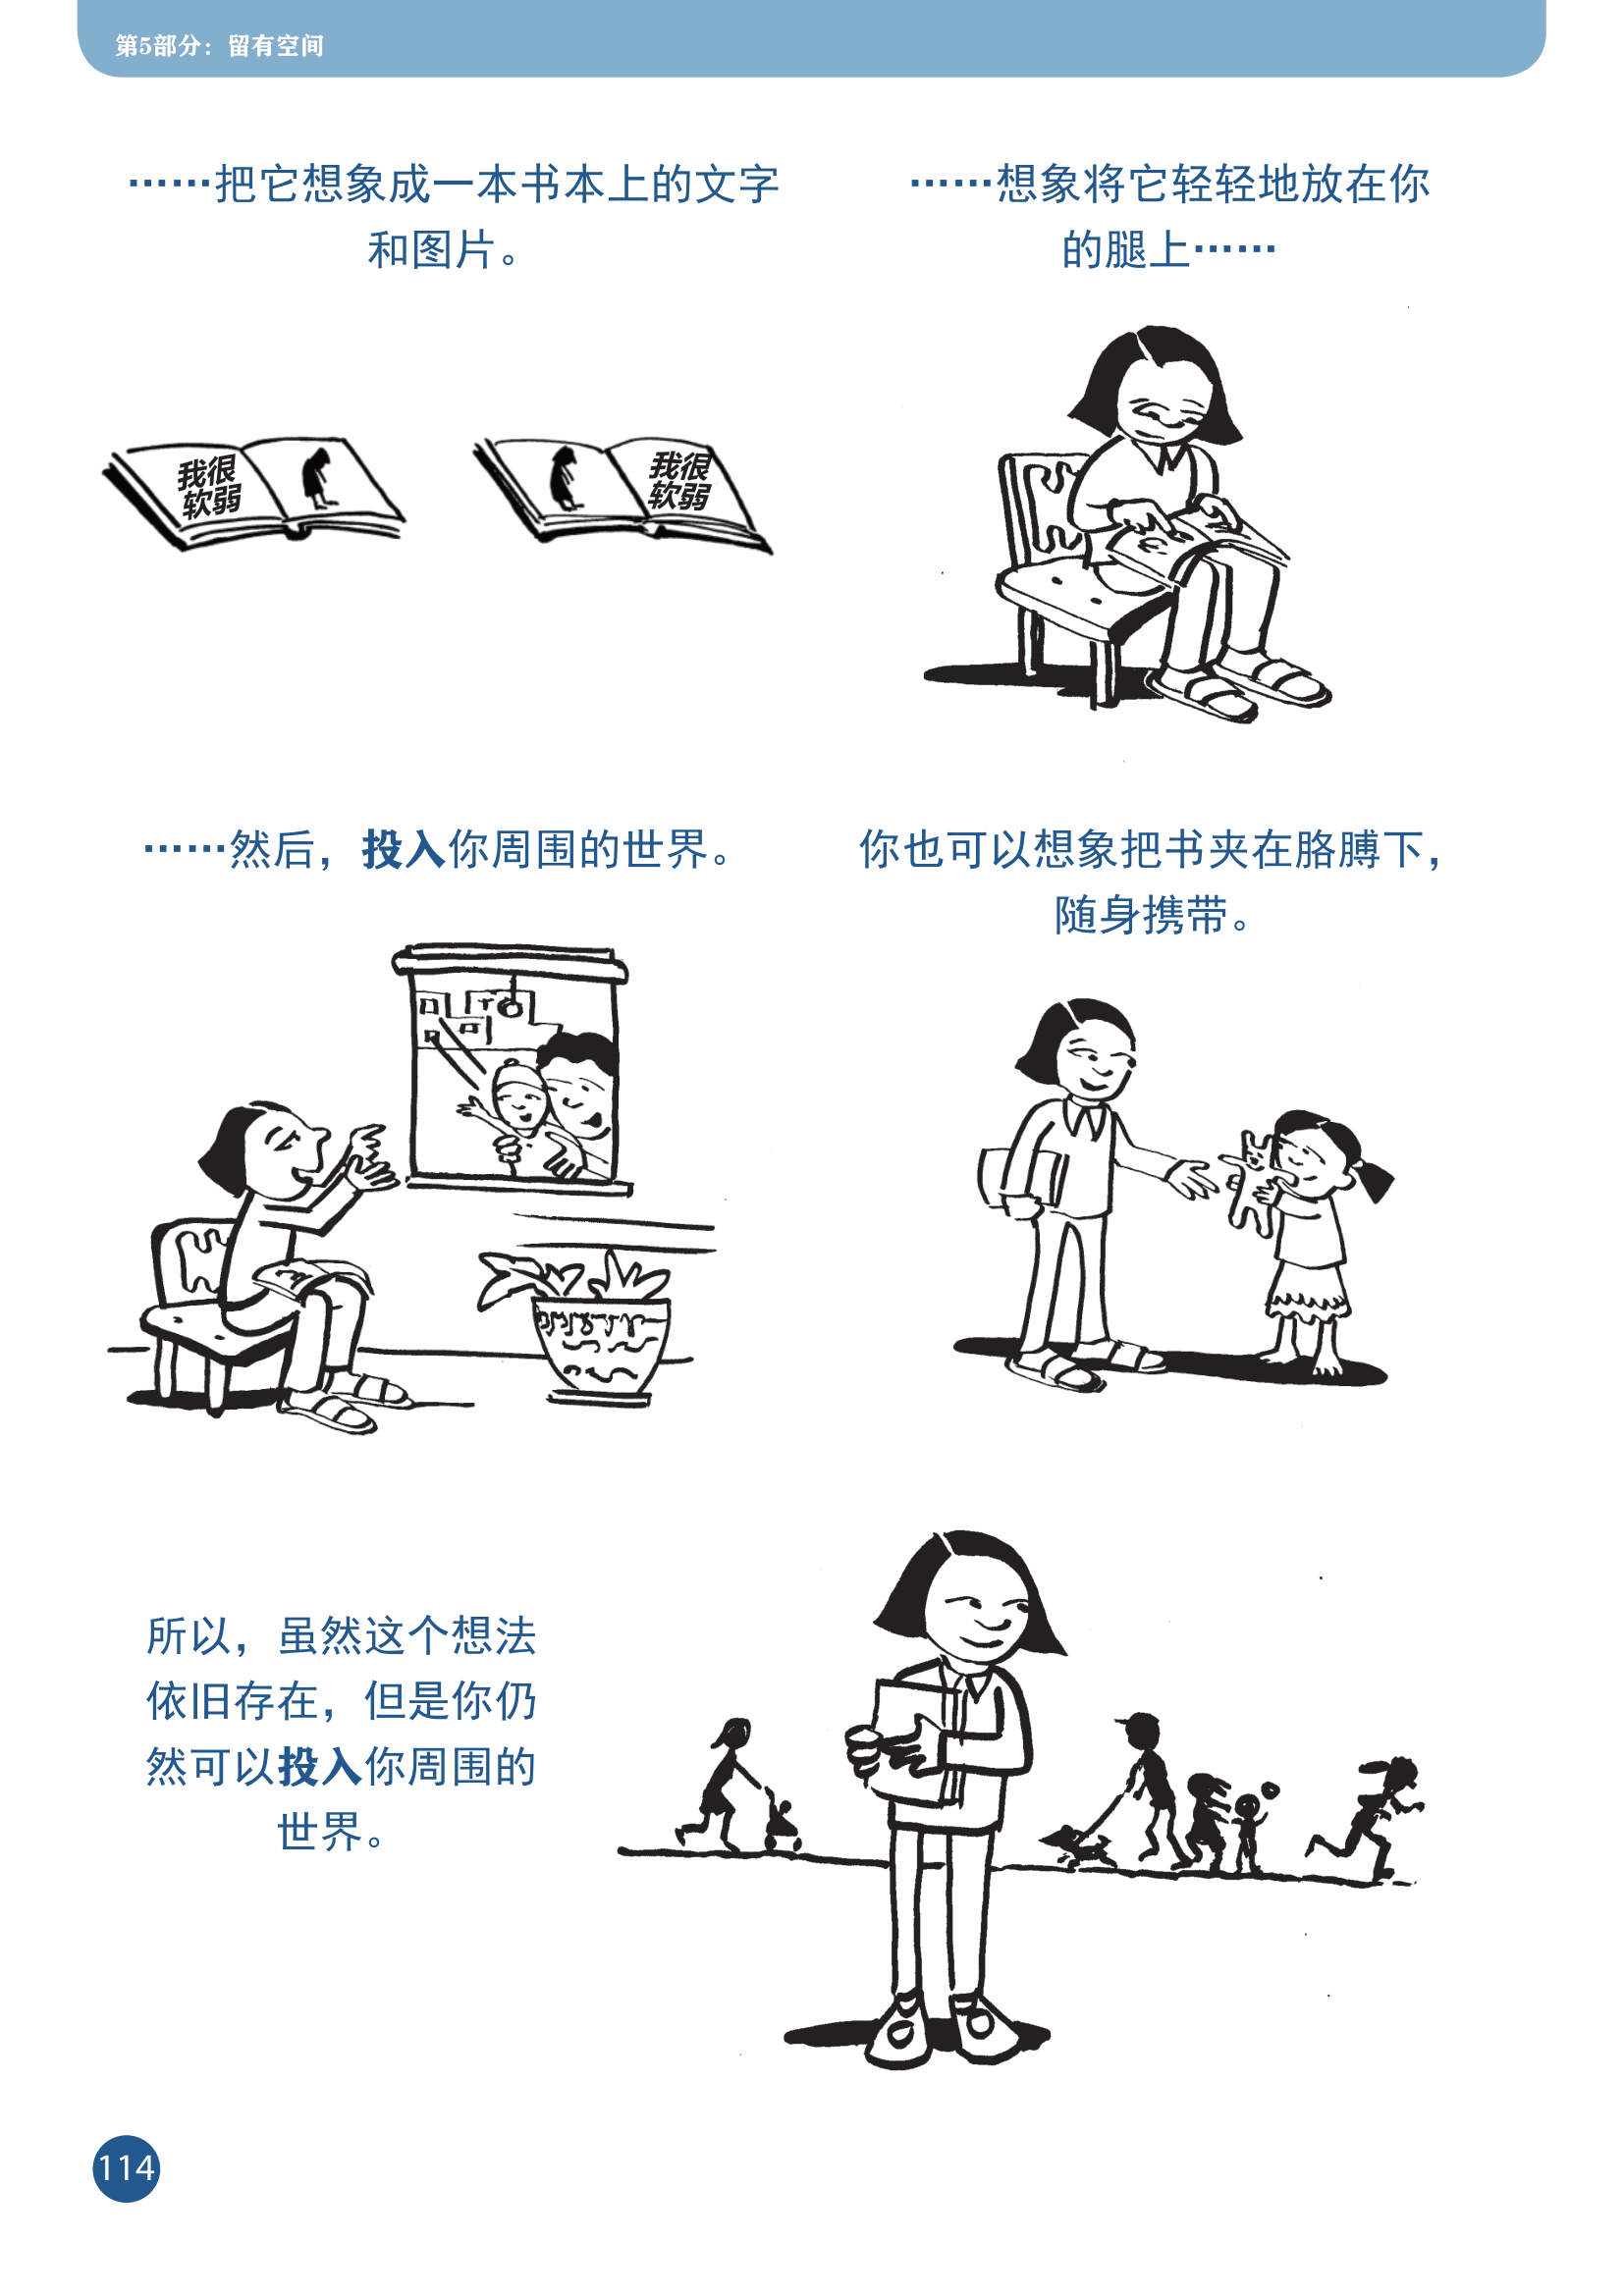 第5部分：留有空间
……把它想象成一本书本上的文字
和图片。
……想象将它轻轻地放在你
的腿上……
我很
软弱
我很
软弱
……然后，投入你周围的世界。
你也可以想象把书夹在胳膊下，
随身携带。
所以，虽然这个想法
依旧存在，但是你仍
然可以投入你周围的
世界。
114